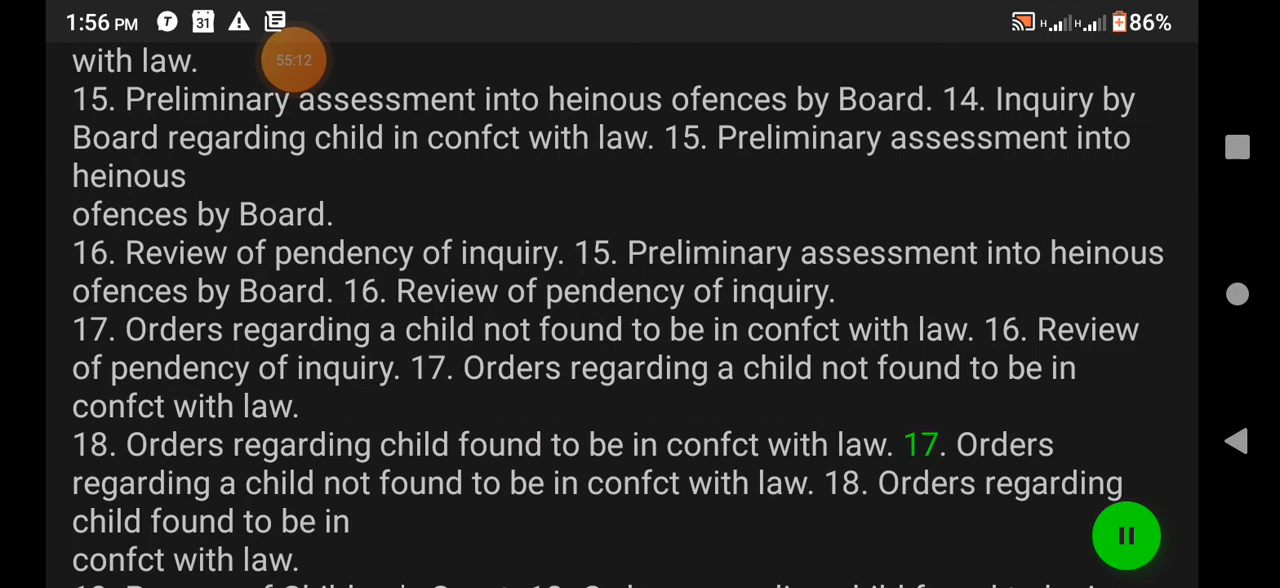 1:56 PM T 31 H H 86%
with law. 55:12
15. Preliminary assessment into heinous ofences by Board. 14. Inquiry by
Board regarding child in confct with law. 15. Preliminary assessment into
heinous
ofences by Board.
16. Review of pendency of inquiry. 15. Preliminary assessment into heinous
ofences by Board. 16. Review of pendency of inquiry.
17. Orders regarding a child not found to be in confct with law. 16. Review
of pendency of inquiry. 17. Orders regarding a child not found to be in
confct with law.
18. Orders regarding child found to be in confct with law. 17. Orders
regarding a child not found to be in confct with law. 18. Orders regarding
child found to be in
confct with law.